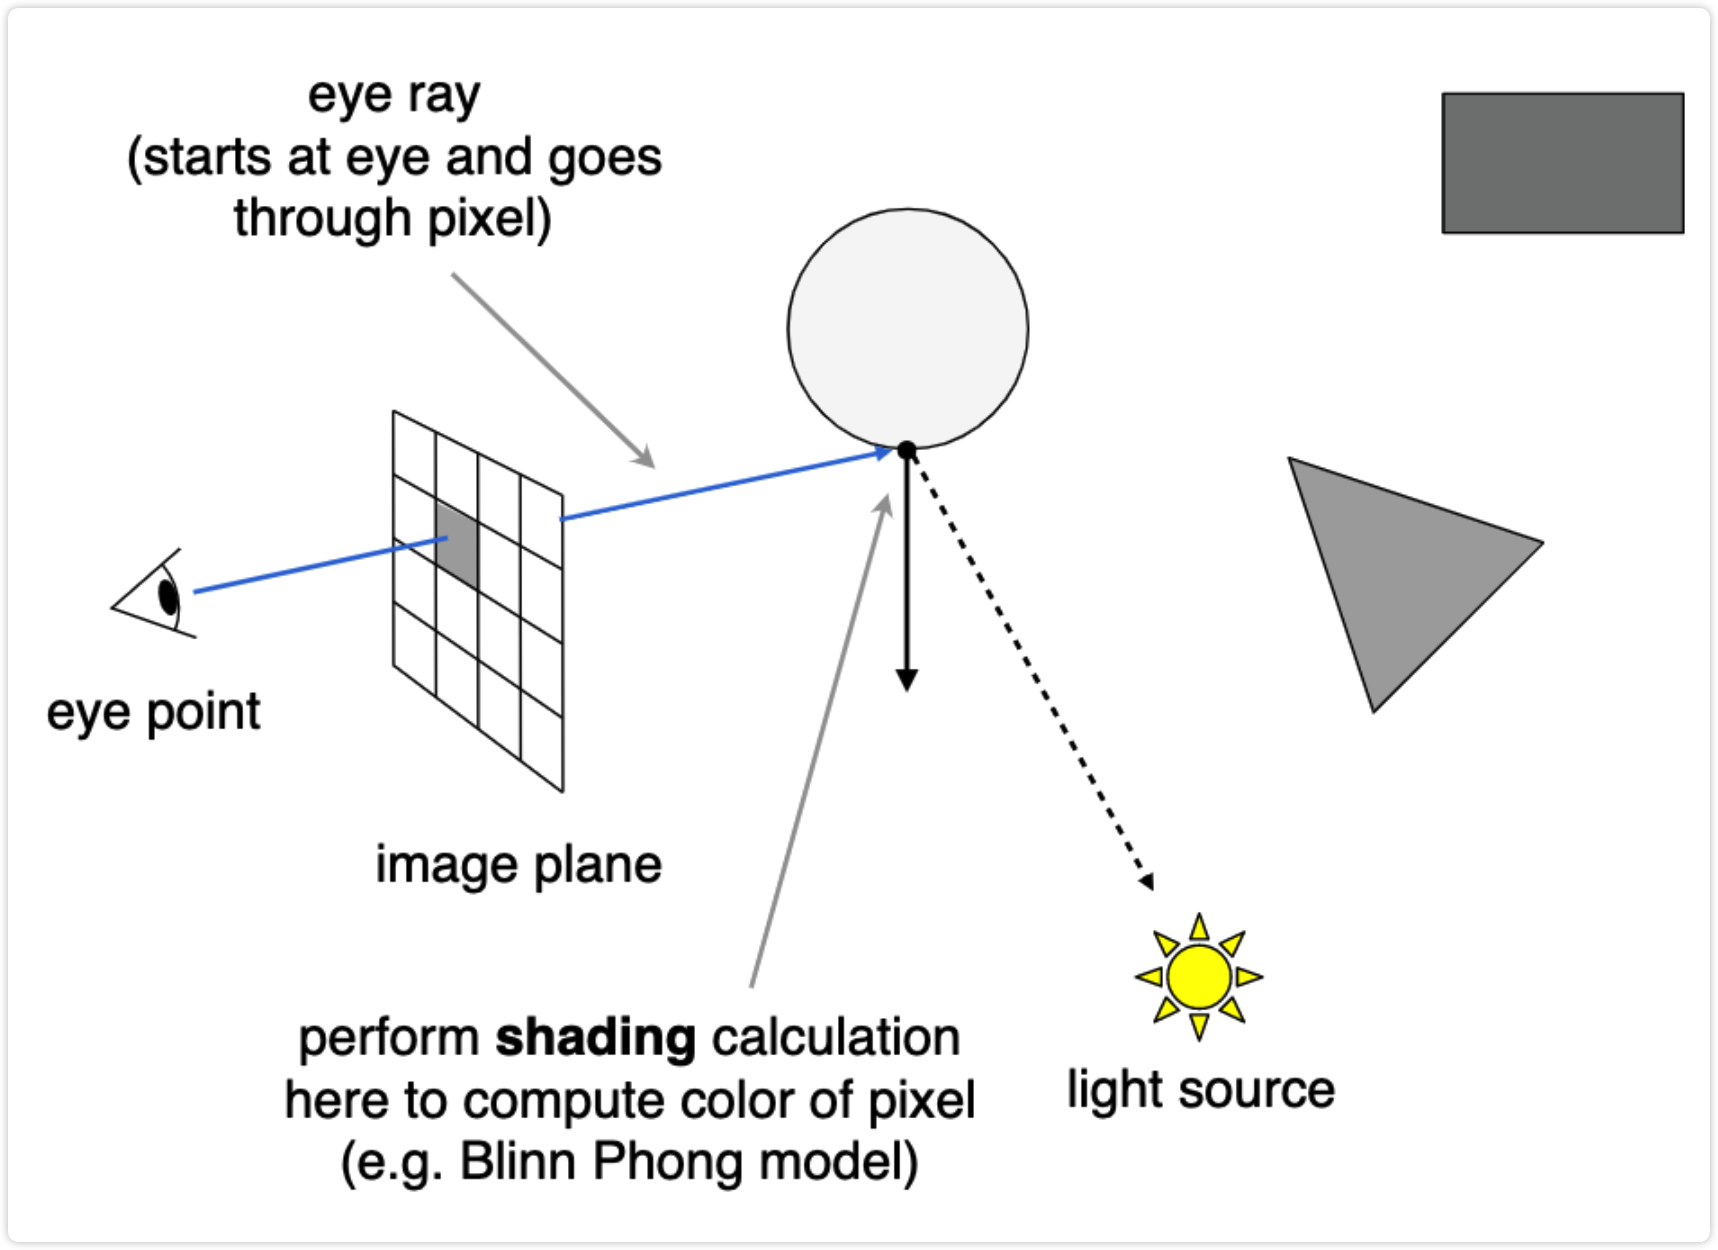 eye ray
(starts at eye and goes
through pixel)
eye point
image plane
perform shading calculation
here to compute color of pixel
(e.g. Blinn Phong model)
light source